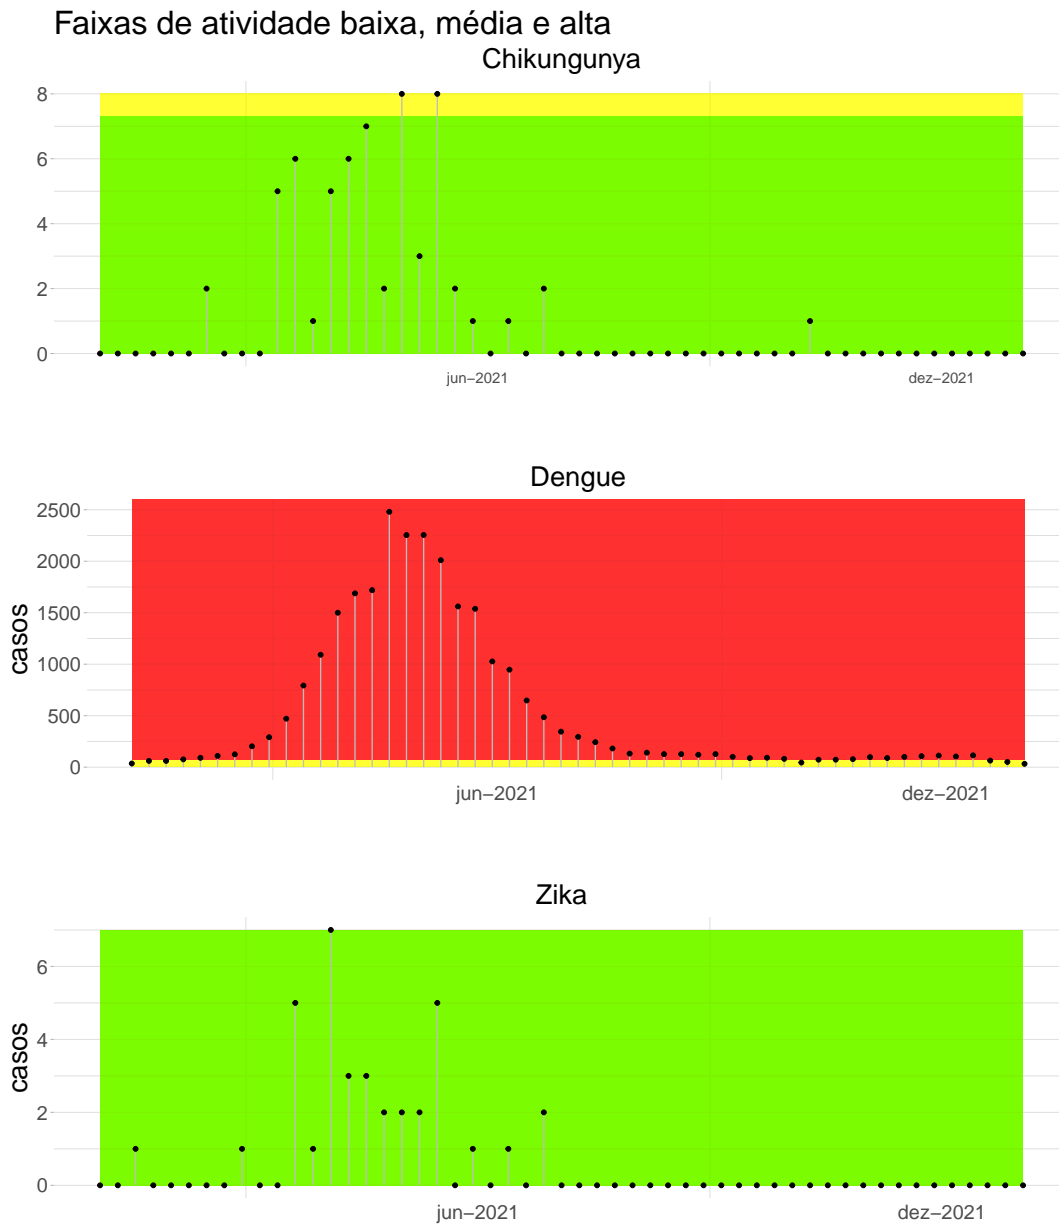 Faixas de atividade baixa, média e alta
Chikungunya
8
6
4
2
0
jun−2021
dez−2021
Dengue
casos
2500
2000
1500
1000
500
0
jun−2021
dez−2021
Zika
casos
6
4
2
0
jun−2021
dez−2021